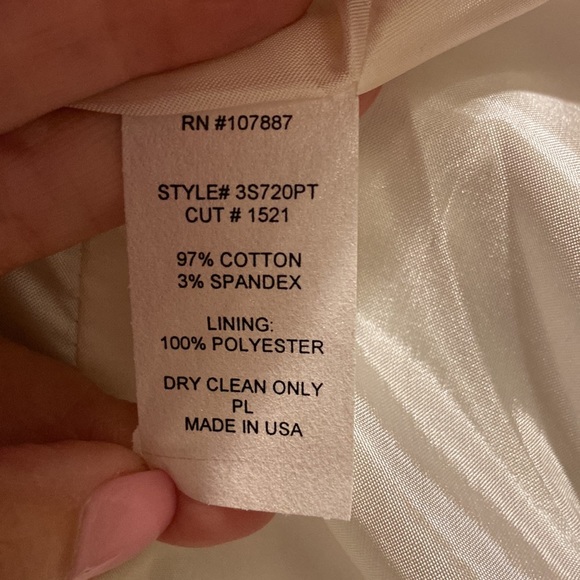 RN #107887
STYLE# 3S720PT
CUT # 1521
97% COTTON
3% SPANDEX
LINING:
100% POLYESTER
DRY CLEAN ONLY
PL
MADE IN USA